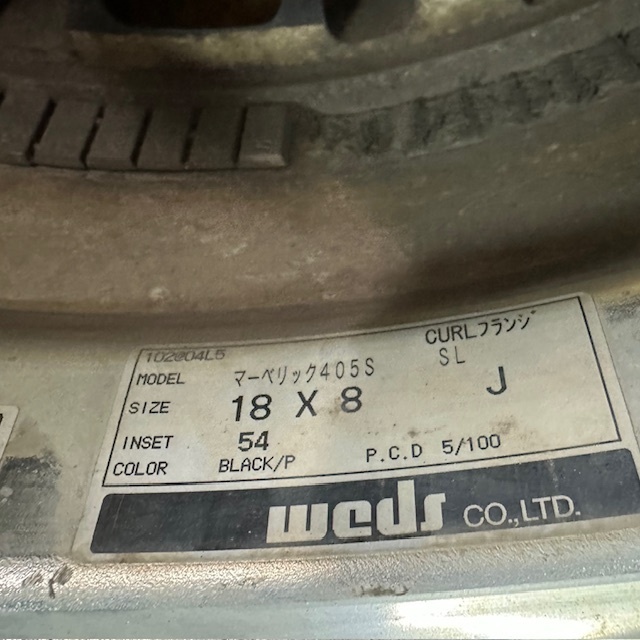 102204L5
CURLフランジ
MODEL マーベリック405S SL
SIZE 18 X 8 J
INSET 54
COLOR BLACK/P P.C.D 5/100
weds CO.,LTD.